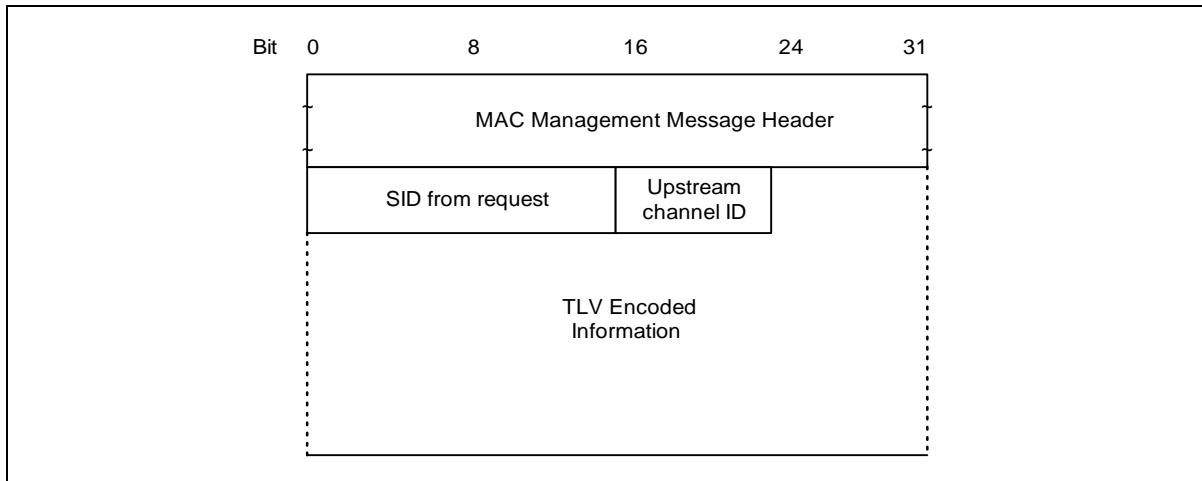 Bit 0 8 16 24 31
MAC Management Message Header
SID from request
Upstream
channel ID
TLV Encoded
Information